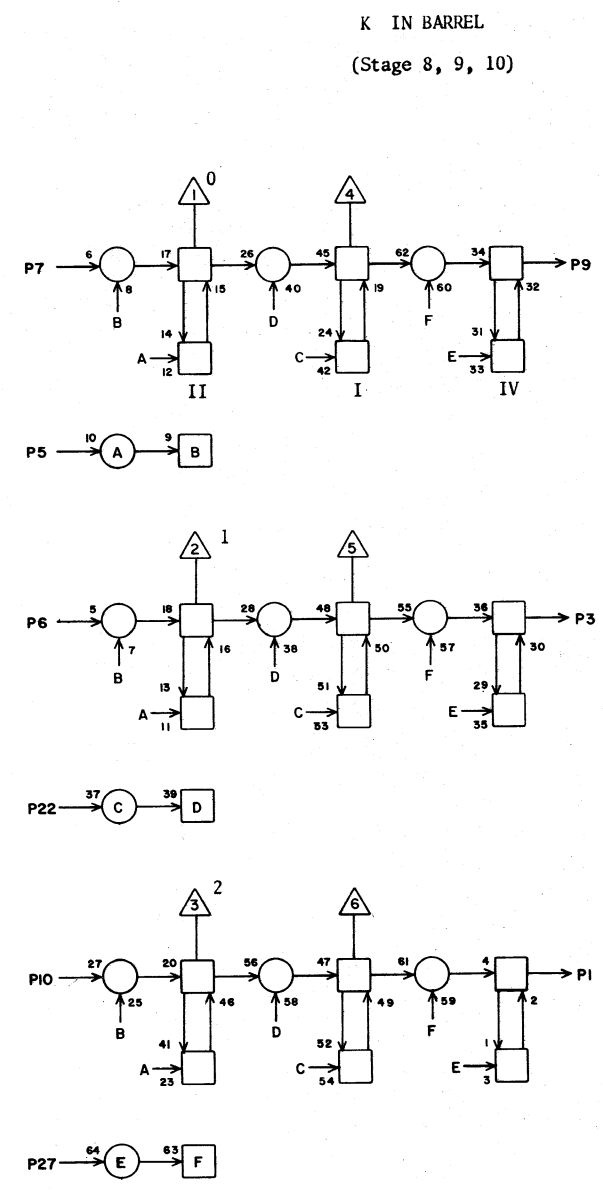 K IN BARREL
(Stage 8, 9, 10)
1 0 4
P7 6 17 26 45 62 34 P9
8 15 40 19 60 32
B D F
14 24 31
A C E
12 42 33
II I IV
P5 10 A 9 B
2 1 5
P6 5 18 28 48 55 36 P3
7 16 38 50 57 30
B D F
13 51 29
A C E
11 53 35
P22 37 C 39 D
3 2 6
P10 27 20 56 47 61 4 P1
25 46 58 49 59 2
B D F
41 52 1
A C E
23 54 3
P27 64 E 63 F